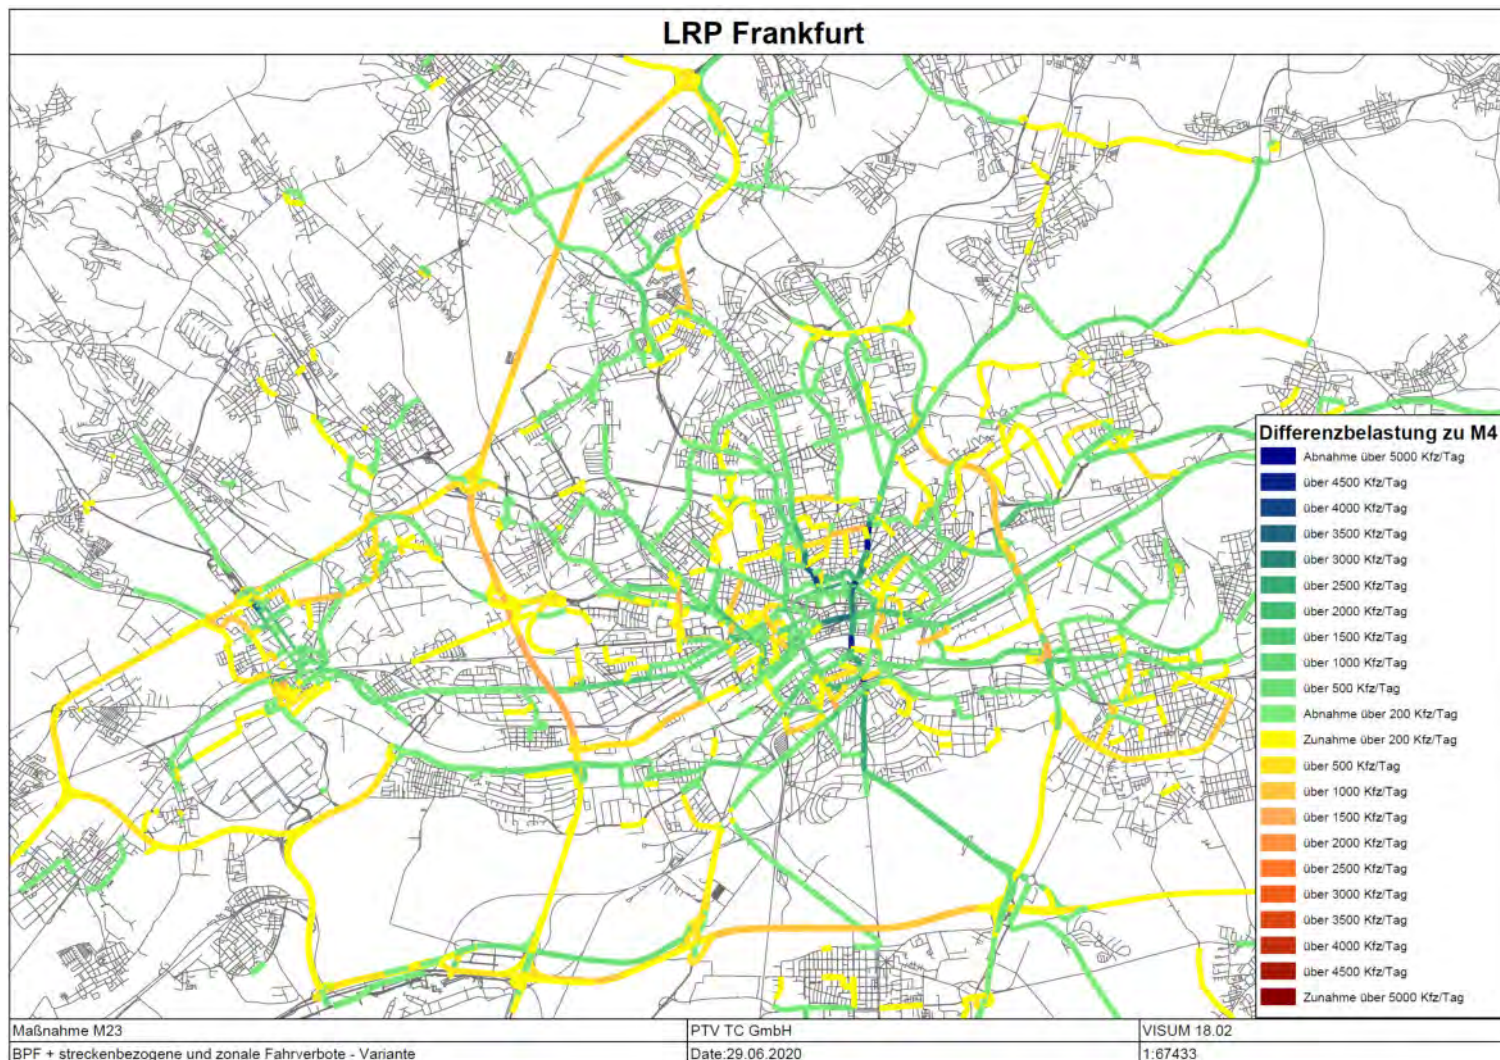 LRP Frankfurt
Differenzbelastung zu M4
Abnahme über 5000 Kfz/Tag
über 4500 Kfz/Tag
über 4000 Kfz/Tag
über 3500 Kfz/Tag
über 3000 Kfz/Tag
über 2500 Kfz/Tag
über 2000 Kfz/Tag
über 1500 Kfz/Tag
über 1000 Kfz/Tag
über 500 Kfz/Tag
Abnahme über 200 Kfz/Tag
Zunahme über 200 Kfz/Tag
über 500 Kfz/Tag
über 1000 Kfz/Tag
über 1500 Kfz/Tag
über 2000 Kfz/Tag
über 2500 Kfz/Tag
über 3000 Kfz/Tag
über 3500 Kfz/Tag
über 4000 Kfz/Tag
über 4500 Kfz/Tag
Zunahme über 5000 Kfz/Tag
Maßnahme M23
PTV TC GmbH
VISUM 18.02
BPF + streckenbezogene und zonale Fahrverbote - Variante
Date:29.06.2020
1:67433